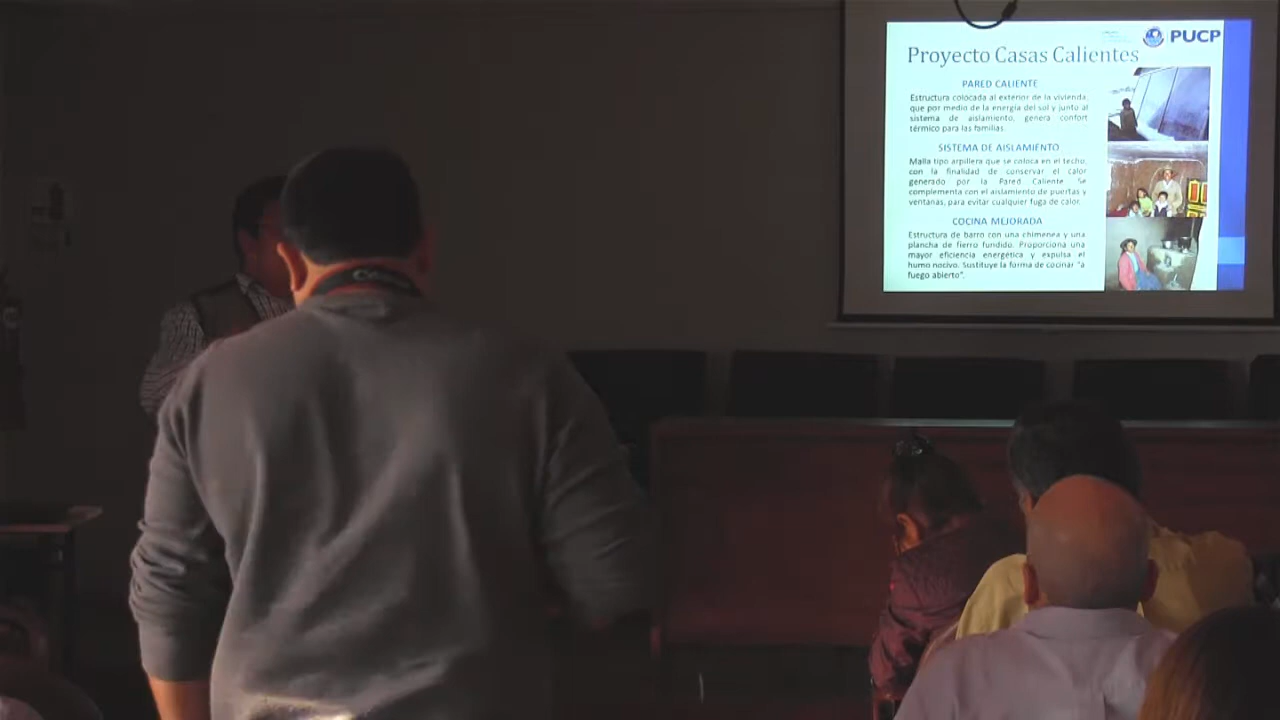 PUCP
Proyecto Casas Calientes
PARED CALIENTE
Estructura colocada al exterior de la vivienda,
que por medio de la energía del sol y junto al
sistema de aislamiento, genera confort
térmico para las familias.
SISTEMA DE AISLAMIENTO
Malla tipo arpillera que se coloca en el techo,
con la finalidad de conservar el calor
generado por la Pared Caliente. Se
complementa con el aislamiento de puertas y
ventanas, para evitar cualquier fuga de calor.
COCINA MEJORADA
Estructura de barro con una chimenea y una
plancha de fierro fundido. Proporciona una
mayor eficiencia energética y expulsa el
humo nocivo. Sustituye la forma de cocinar "a
fuego abierto".